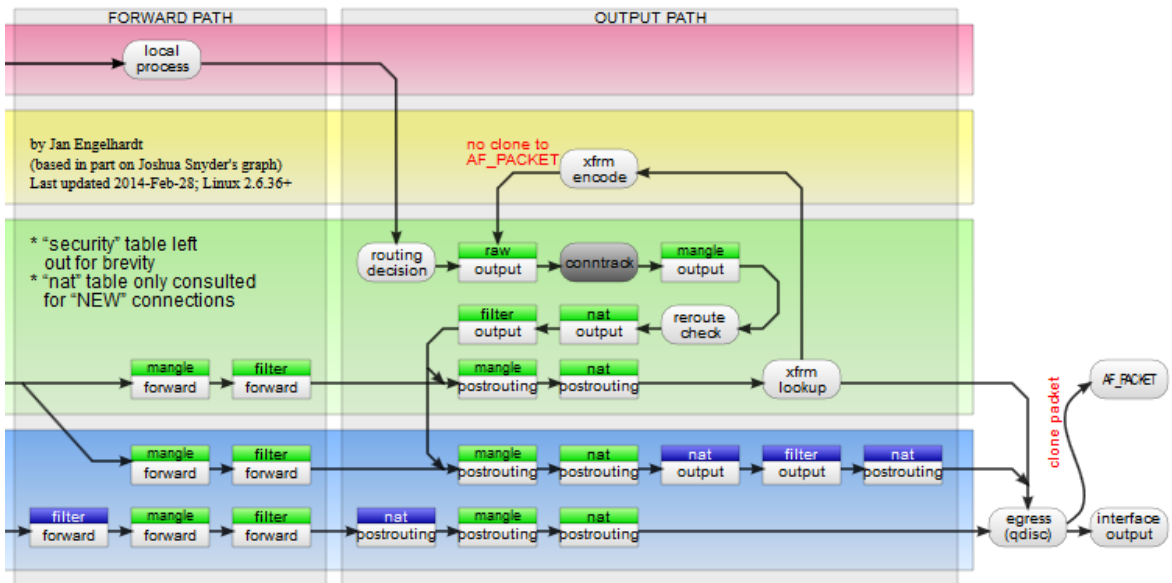 FORWARD PATH
OUTPUT PATH
local
process
by Jan Engelhardt
(based in part on Joshua Snyder's graph)
Last updated 2014-Feb-28; Linux 2.6.36+
no clone to
AF_PACKET
xfrm
encode
* “security” table left
out for brevity
* “nat” table only consulted
for “NEW” connections
routing
decision
raw
output
conntrack
mangle
output
filter
output
nat
output
reroute
check
mangle
forward
filter
forward
mangle
postrouting
nat
postrouting
xfrm
lookup
clone packet
AF_PACKET
mangle
forward
filter
forward
mangle
postrouting
nat
postrouting
nat
output
filter
output
nat
postrouting
filter
forward
mangle
forward
filter
forward
nat
postrouting
mangle
postrouting
nat
postrouting
egress
(qdisc)
interface
output